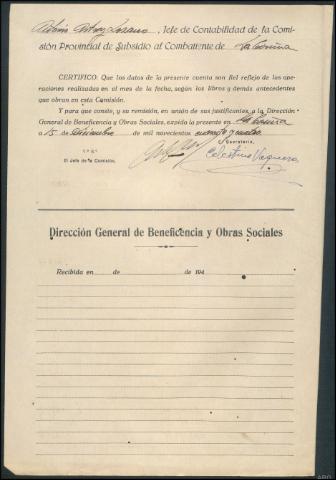 Lozano, Jefe de Contabilidad de la Comi-
sión Provincial de Subsidio al Combatiente de La Coruña
CERTIFICO: Que los datos de la presente cuenta son fiel reflejo de las ope-
raciones realizadas en al mes de la fecha, según los libros y demás antecedentes
que obran en esta Comisión.
Y para que conste, y su remisión, en unión de sus justificantes, a la Dirección
General de Beneficencia y Obras Sociales, expido la presente en La Coruña
a 15 de Septiembre de mil novecientos cuarenta y cuatro
V.º B.º
El Jefe de la Comisión,
El Secretario,
Celestino Vaquero
Dirección General de Beneficencia y Obras Sociales
Recibida en de de 194